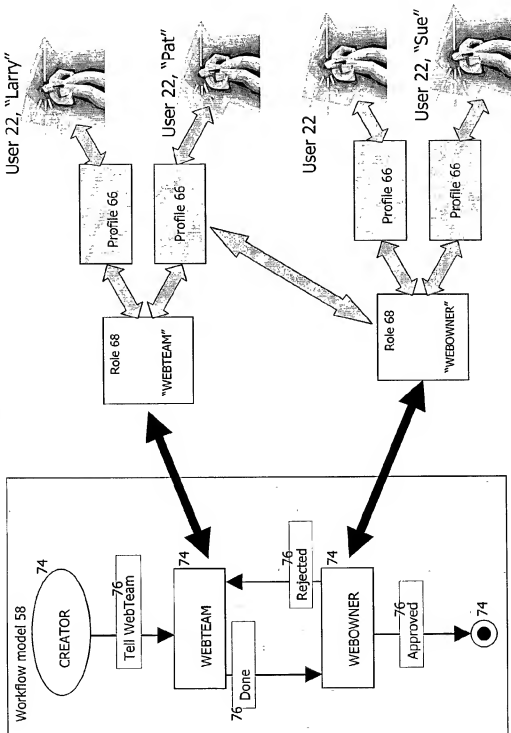 Workflow model 58
CREATOR
74
76
Tell WebTeam
74
WEBTEAM
76
Done
76
Rejected
74
WEBOWNER
76
Approved
74
Role 68
"WEBTEAM"
Role 68
"WEBOWNER"
Profile 66
Profile 66
Profile 66
Profile 66
User 22, "Larry"
User 22, "Pat"
User 22
User 22, "Sue"